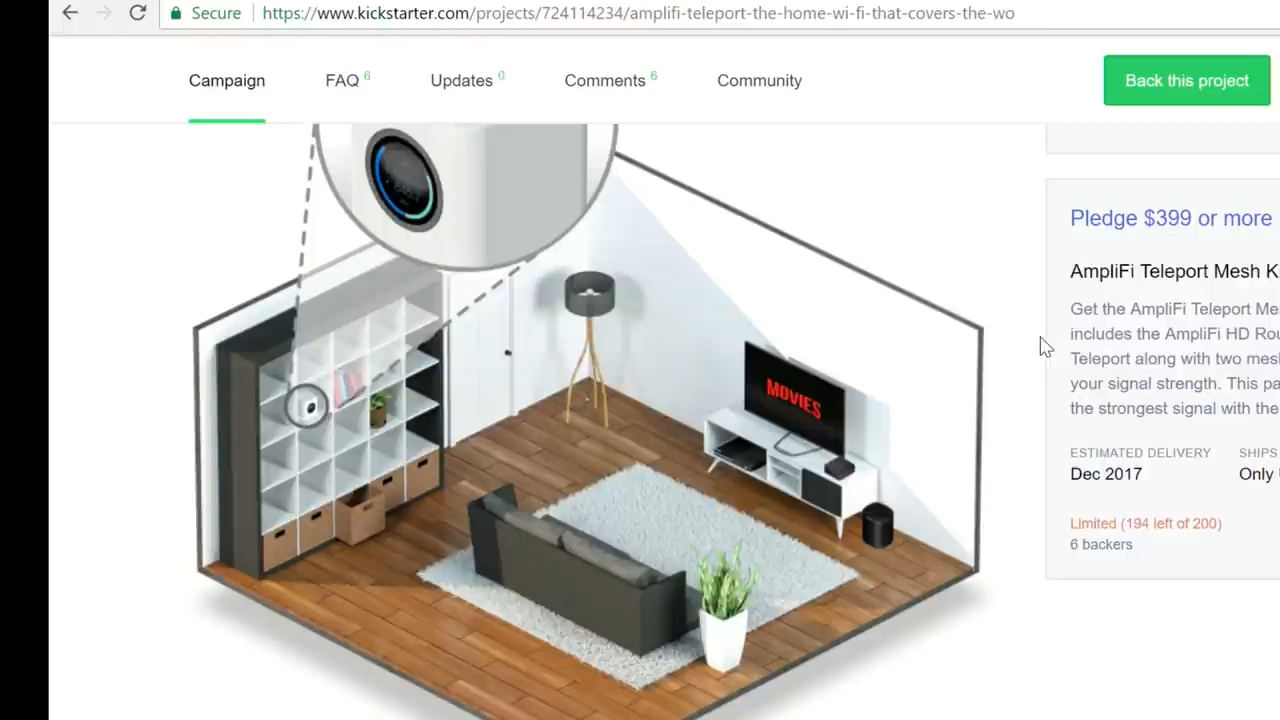 Secure https://www.kickstarter.com/projects/724114234/amplifi-teleport-the-home-wi-fi-that-covers-the-wo
Campaign FAQ 6 Updates 0 Comments 6 Community Back this project
MOVIES
Pledge $399 or more
AmpliFi Teleport Mesh K
Get the AmpliFi Teleport Me
includes the AmpliFi HD Rou
Teleport along with two mesh
your signal strength. This pa
the strongest signal with the
ESTIMATED DELIVERY SHIPS
Dec 2017 Only
Limited (194 left of 200)
6 backers